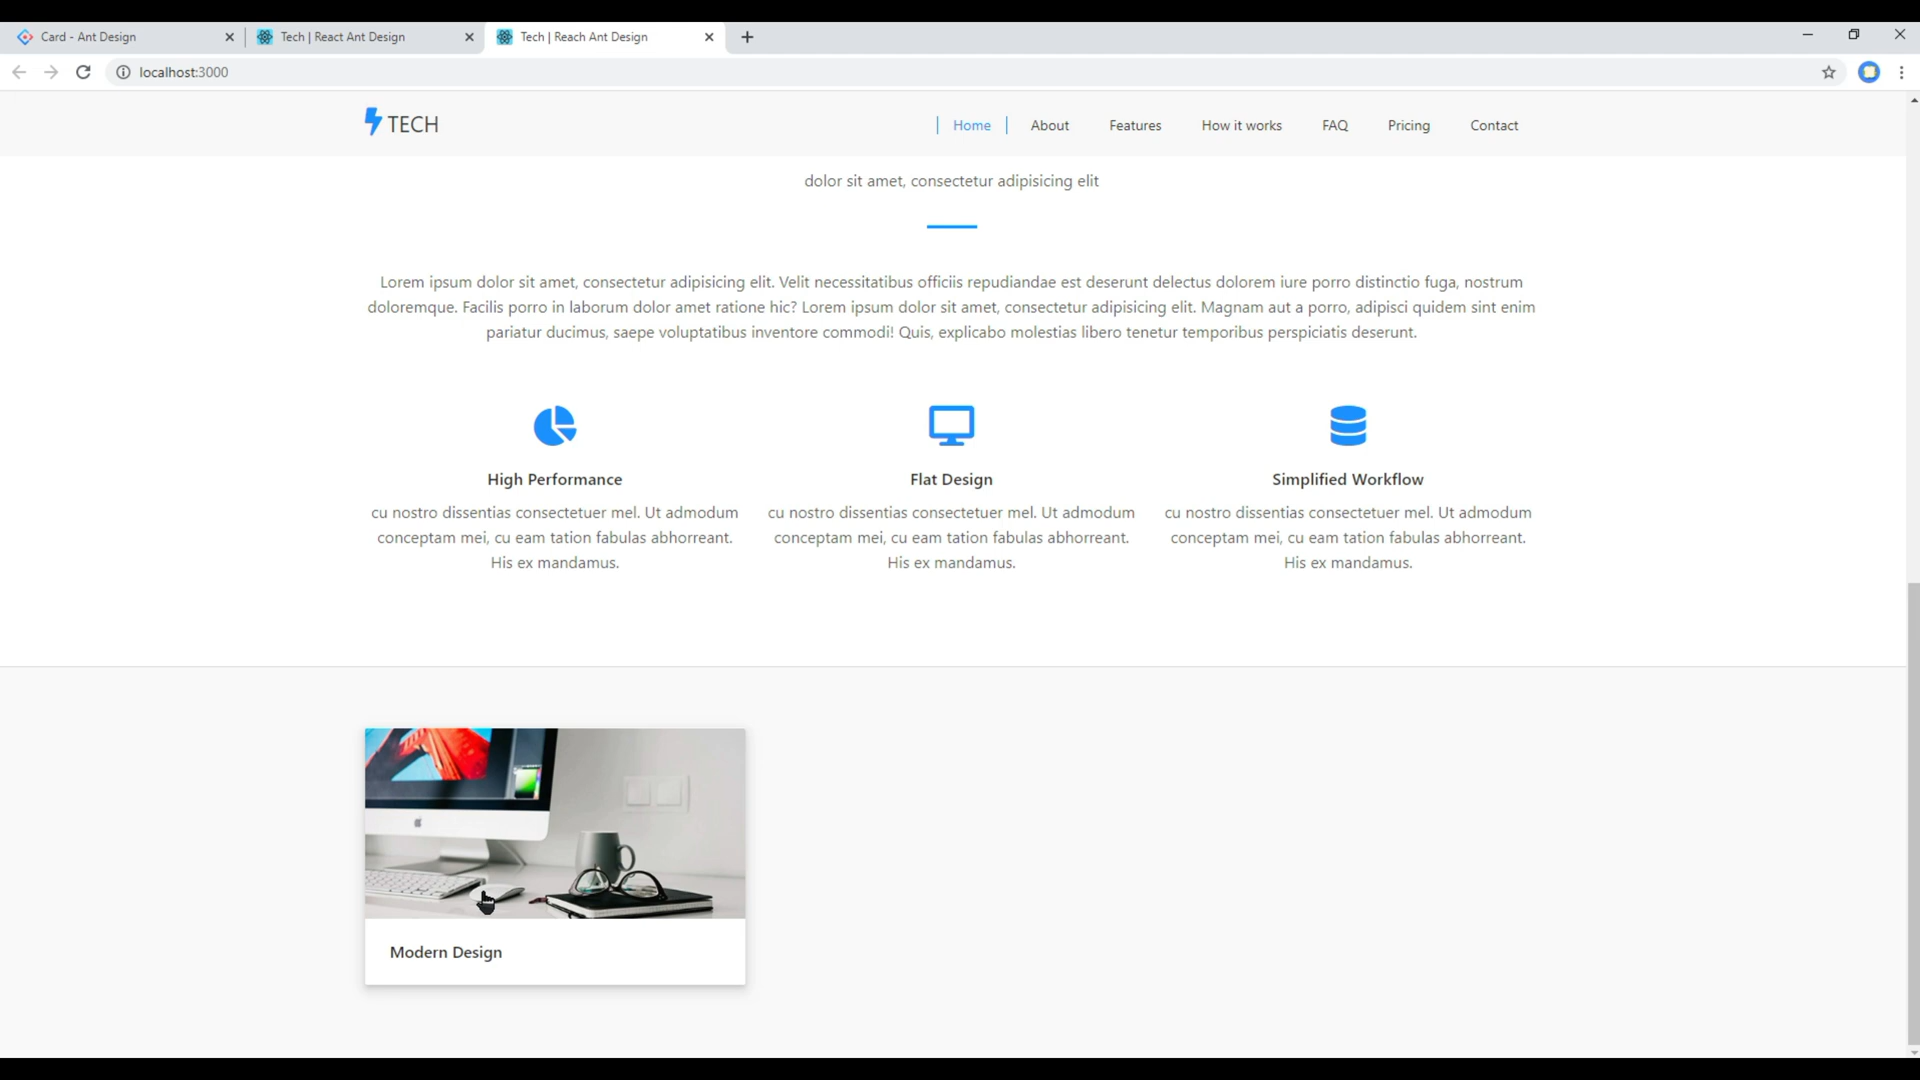 Card - Ant Design
Tech | React Ant Design
Tech | Reach Ant Design
localhost:3000
TECH
Home
About
Features
How it works
FAQ
Pricing
Contact
dolor sit amet, consectetur adipisicing elit
Lorem ipsum dolor sit amet, consectetur adipisicing elit. Velit necessitatibus officiis repudiandae est deserunt delectus dolorem iure porro distinctio fuga, nostrum
doloremque. Facilis porro in laborum dolor amet ratione hic? Lorem ipsum dolor sit amet, consectetur adipisicing elit. Magnam aut a porro, adipisci quidem sint enim
pariatur ducimus, saepe voluptatibus inventore commodi! Quis, explicabo molestias libero tenetur temporibus perspiciatis deserunt.
High Performance
cu nostro dissentias consectetuer mel. Ut admodum
conceptam mei, cu eam tation fabulas abhorreant.
His ex mandamus.
Flat Design
cu nostro dissentias consectetuer mel. Ut admodum
conceptam mei, cu eam tation fabulas abhorreant.
His ex mandamus.
Simplified Workflow
cu nostro dissentias consectetuer mel. Ut admodum
conceptam mei, cu eam tation fabulas abhorreant.
His ex mandamus.
Modern Design